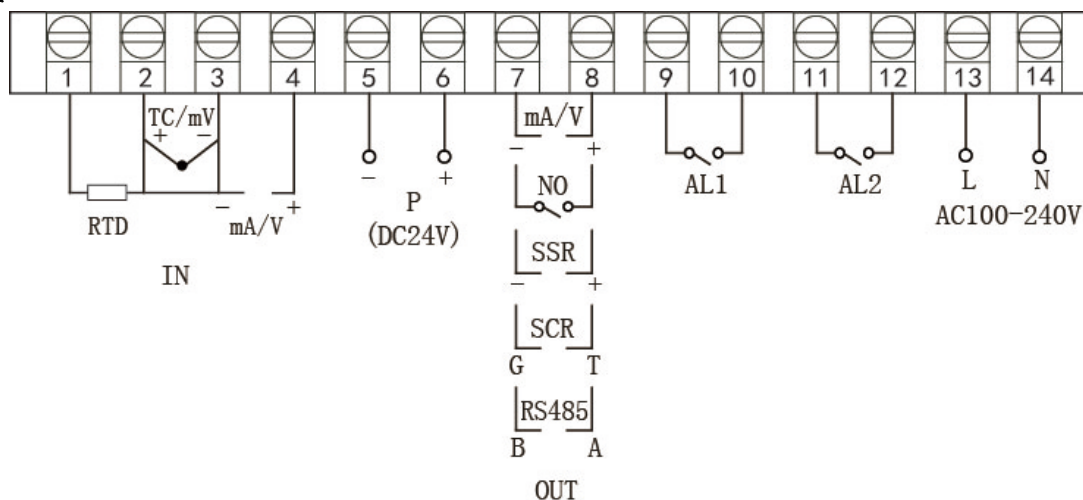 1 2 3 4 5 6 7 8 9 10 11 12 13 14
TC/mV
+ -
RTD
- mA/V +
IN
- +
P
(DC24V)
mA/V
- +
NO
SSR
- +
SCR
G T
RS485
B A
OUT
AL1
AL2
L N
AC100-240V